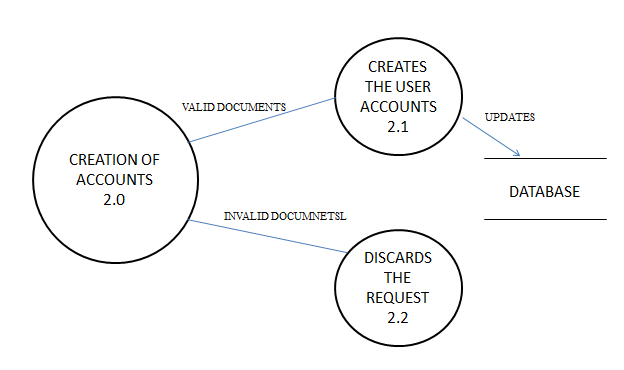 CREATION OF
ACCOUNTS
2.0
VALID DOCUMENTS
CREATES
THE USER
ACCOUNTS
2.1
UPDATES
DATABASE
INVALID DOCUMNETSL
DISCARDS
THE
REQUEST
2.2